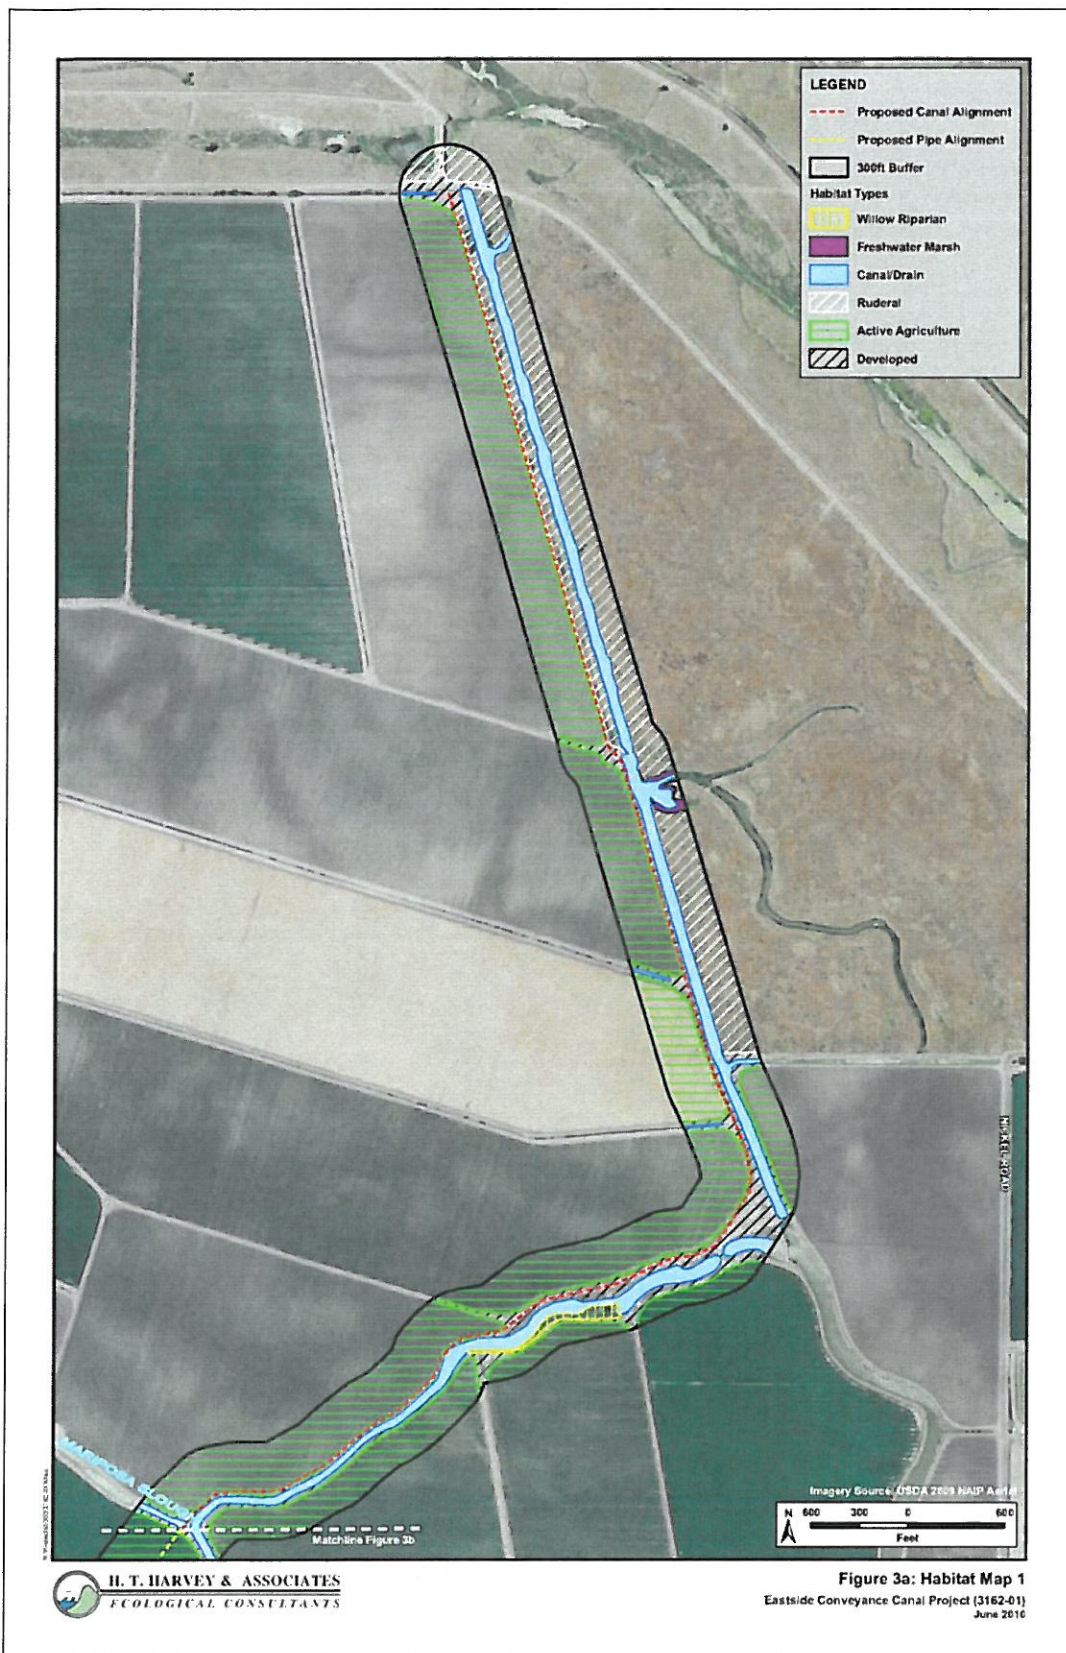 LEGEND
Proposed Canal Alignment
Proposed Pipe Alignment
300ft Buffer
Habitat Types
Willow Riparian
Freshwater Marsh
Canal/Drain
Ruderal
Active Agriculture
Developed
NICKEL ROAD
MARIPOSA SLOUGH
Matchline Figure 3b
Imagery Source: USDA 2009 NAIP Aerial
N
600 300 0 600
Feet
H. T. HARVEY & ASSOCIATES
ECOLOGICAL CONSULTANTS
Figure 3a: Habitat Map 1
Eastside Conveyance Canal Project (3162-01)
June 2010